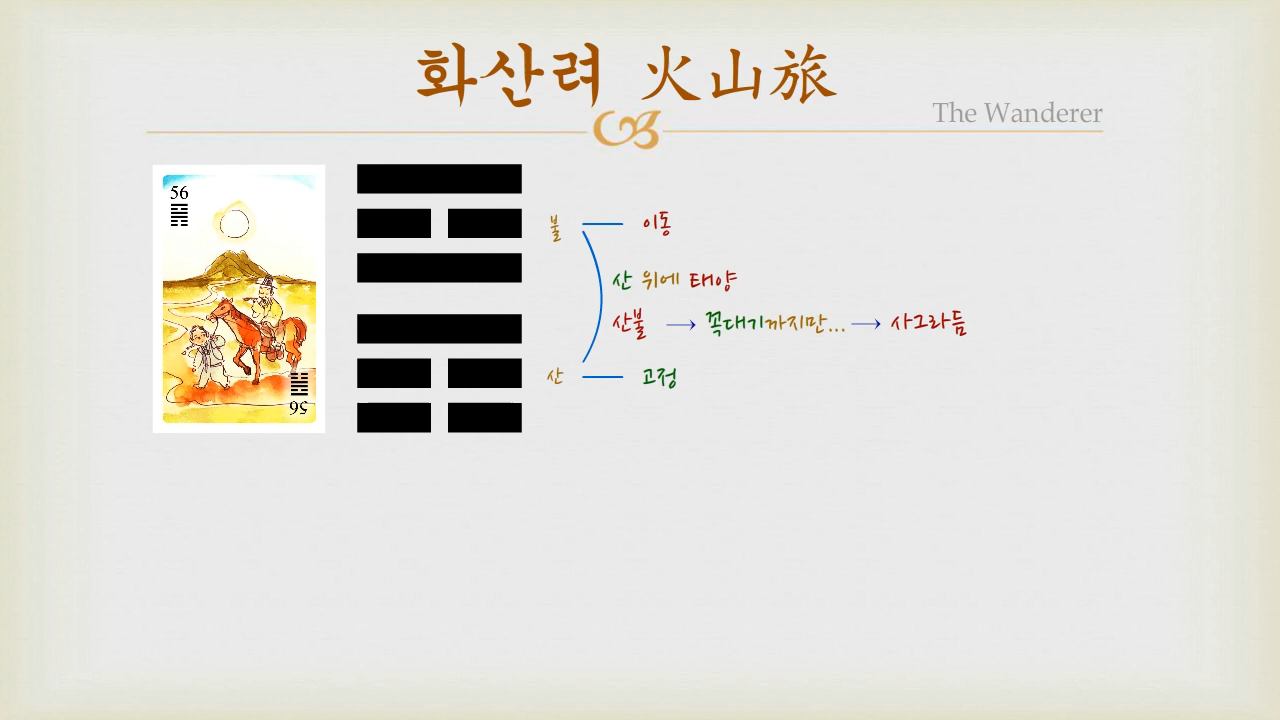 화산려 火山旅
The Wanderer
56
불 이동
산 위에 태양
산불 → 꼭대기까지만... → 사그라듬
산 고정
56